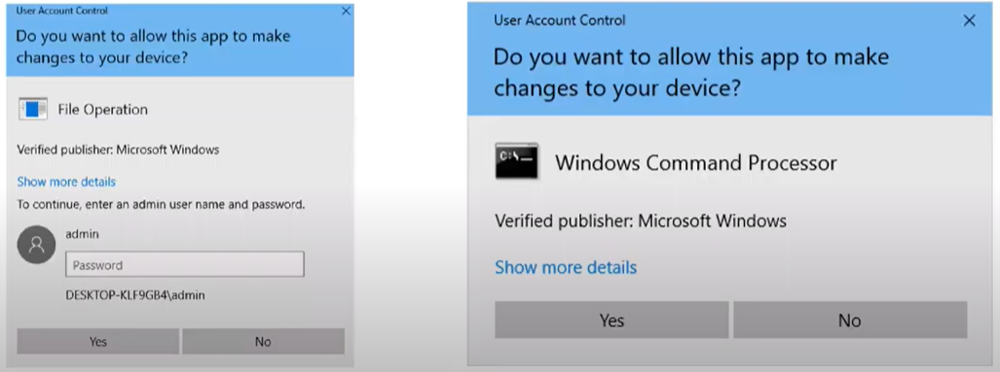 User Account Control
Do you want to allow this app to make
changes to your device?
File Operation
Verified publisher: Microsoft Windows
Show more details
To continue, enter an admin user name and password.
admin
Password
DESKTOP-KLF9GB4\admin
Yes
No
User Account Control
Do you want to allow this app to make
changes to your device?
C:\_
Windows Command Processor
Verified publisher: Microsoft Windows
Show more details
Yes
No